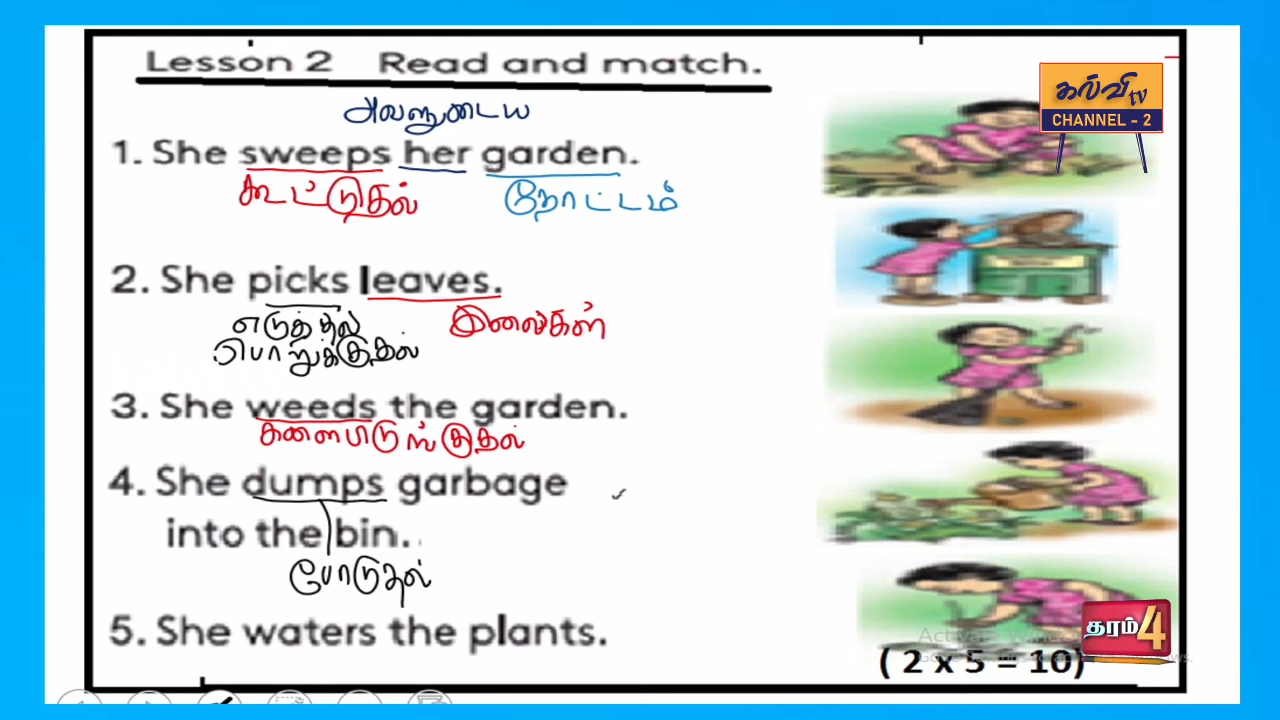 Lesson 2 Read and match.
அவளுடைய
1. She sweeps her garden.
கூட்டுதல் தோட்டம்
2. She picks leaves.
எடுத்தல் இலைகள்
பொறுக்குதல்
3. She weeds the garden.
களைபிடுங்குதல்
4. She dumps garbage
into the bin.
போடுதல்
5. She waters the plants.
கல்வி tv
CHANNEL - 2
தரம் 4
Activate Windows
( 2 x 5 = 10)